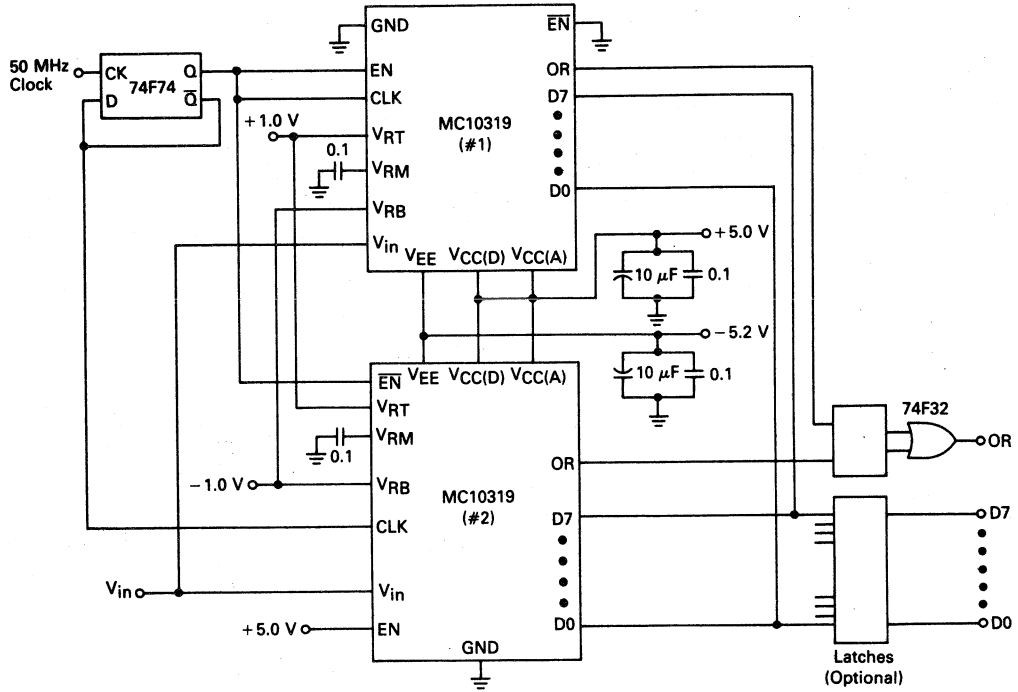 50 MHz
Clock
CK
D
74F74
Q
Q̅
GND
EN
CLK
VRT
VRM
VRB
Vin
MC10319
(#1)
E̅N̅
OR
D7
D0
VEE
VCC(D)
VCC(A)
+1.0 V
0.1
+5.0 V
10 μF
0.1
−5.2 V
10 μF
0.1
VEE
VCC(D)
VCC(A)
E̅N̅
VRT
VRM
VRB
CLK
Vin
EN
0.1
−1.0 V
Vin
+5.0 V
MC10319
(#2)
OR
D7
D0
GND
74F32
OR
D7
D0
Latches
(Optional)